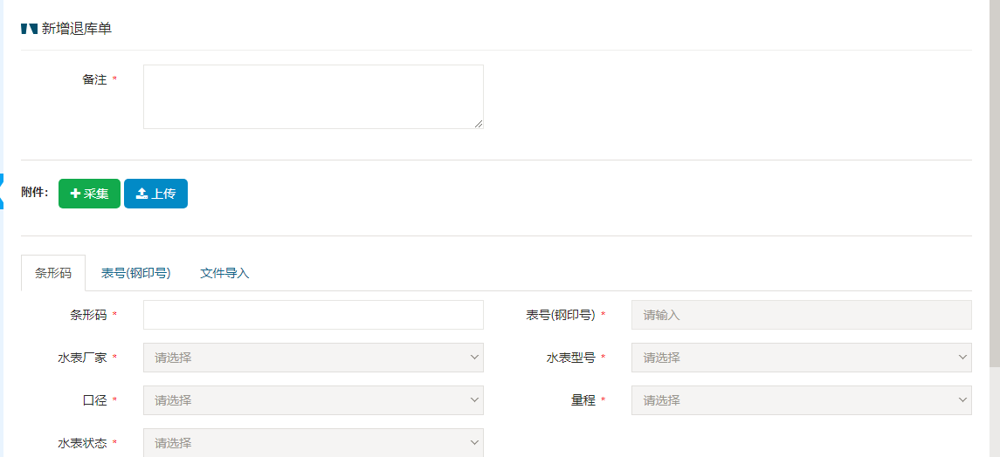 新增退库单
备注 *
附件: 采集 上传
条形码 表号(钢印号) 文件导入
条形码 * 表号(钢印号) * 请输入
水表厂家 * 请选择 水表型号 * 请选择
口径 * 请选择 量程 * 请选择
水表状态 * 请选择